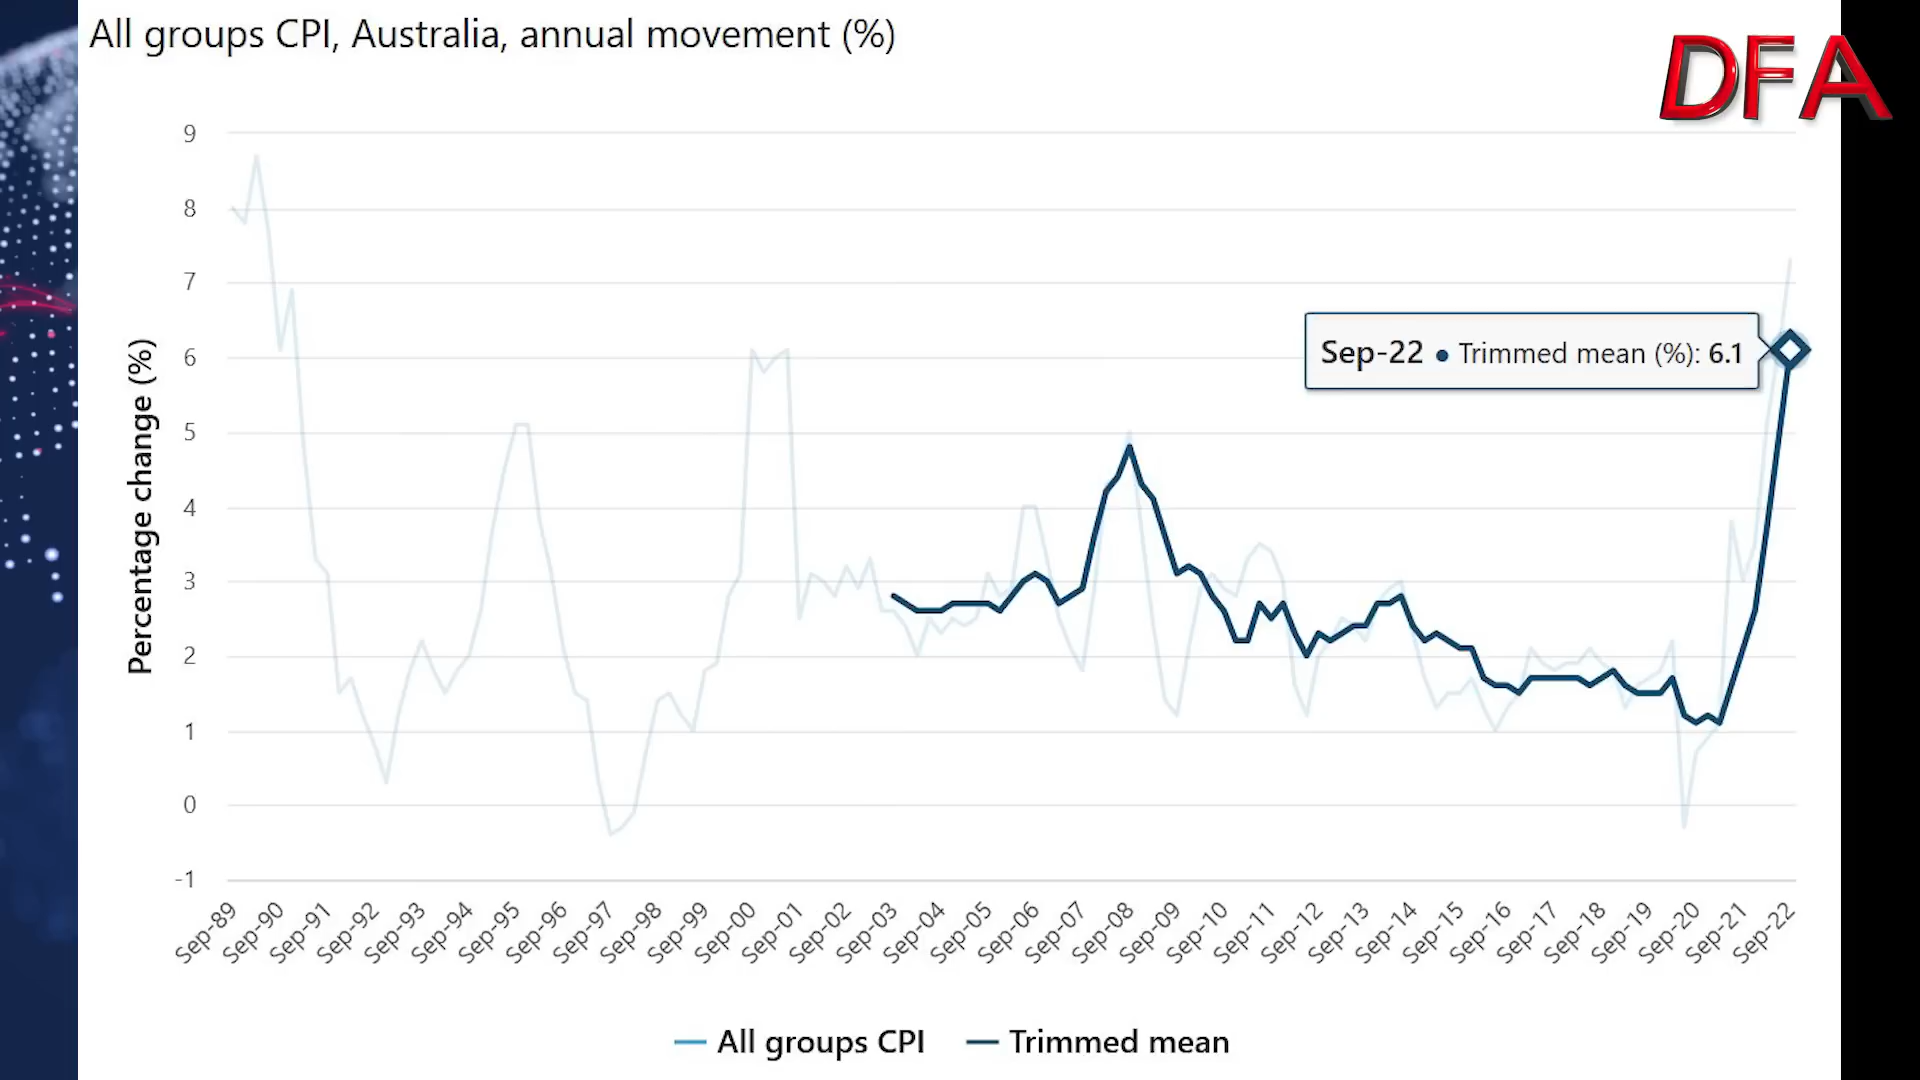 All groups CPI, Australia, annual movement (%)
DFA
9
8
7
6
5
4
3
2
1
0
-1
Percentage change (%)
Sep-22 ● Trimmed mean (%): 6.1
Sep-89
Sep-90
Sep-91
Sep-92
Sep-93
Sep-94
Sep-95
Sep-96
Sep-97
Sep-98
Sep-99
Sep-00
Sep-01
Sep-02
Sep-03
Sep-04
Sep-05
Sep-06
Sep-07
Sep-08
Sep-09
Sep-10
Sep-11
Sep-12
Sep-13
Sep-14
Sep-15
Sep-16
Sep-17
Sep-18
Sep-19
Sep-20
Sep-21
Sep-22
All groups CPI
Trimmed mean